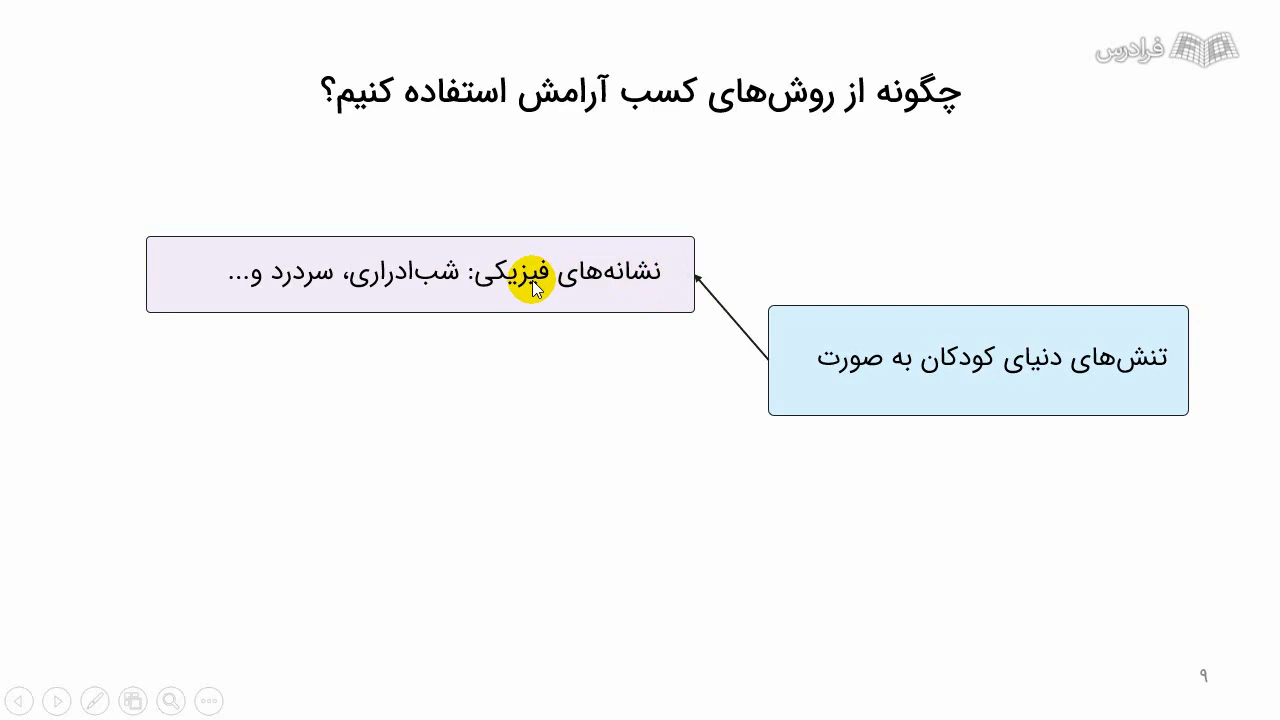 فرادرس
چگونه از روش‌های کسب آرامش استفاده کنیم؟
نشانه‌های فیزیکی: شب‌ادراری، سردرد و...
تنش‌های دنیای کودکان به صورت
۹